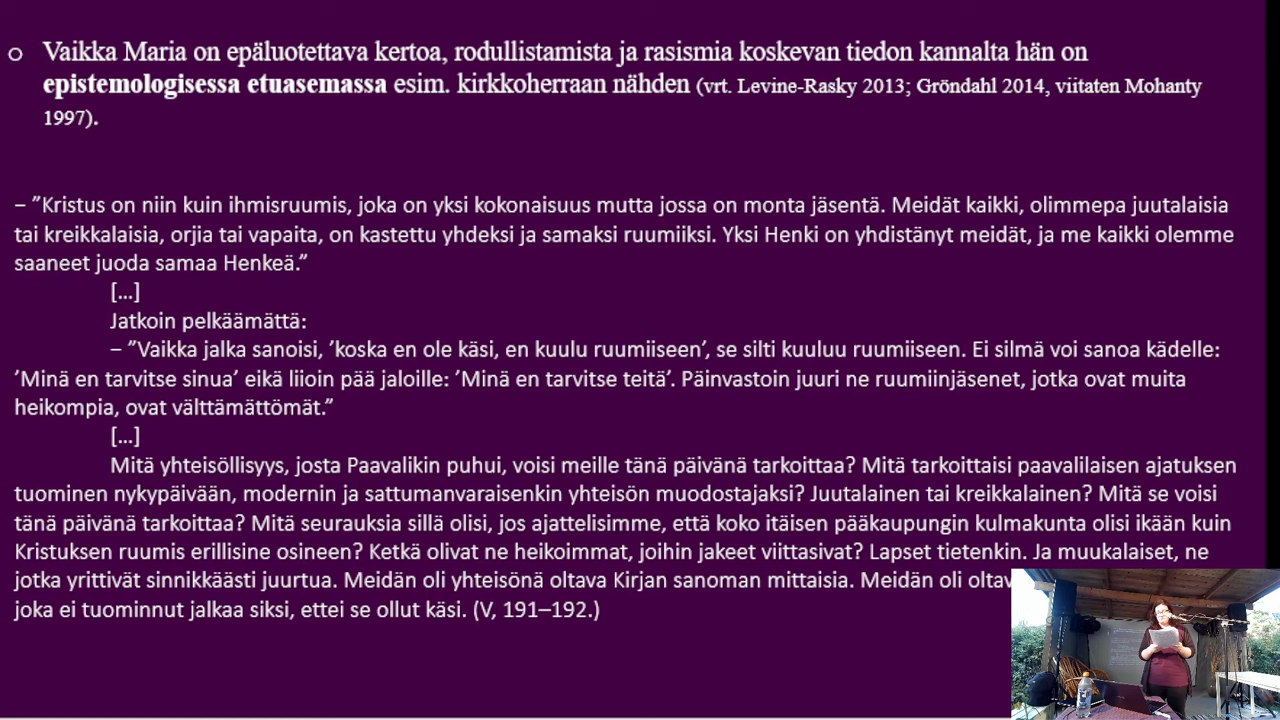 ○ Vaikka Maria on epäluotettava kertoa, rodullistamista ja rasismia koskevan tiedon kannalta hän on
epistemologisessa etuasemassa esim. kirkkoherraan nähden (vrt. Levine-Rasky 2013; Gröndahl 2014, viitaten Mohanty
1997).
– ”Kristus on niin kuin ihmisruumis, joka on yksi kokonaisuus mutta jossa on monta jäsentä. Meidät kaikki, olimmepa juutalaisia
tai kreikkalaisia, orjia tai vapaita, on kastettu yhdeksi ja samaksi ruumiiksi. Yksi Henki on yhdistänyt meidät, ja me kaikki olemme
saaneet juoda samaa Henkeä.”
[…]
Jatkoin pelkäämättä:
– ”Vaikka jalka sanoisi, ’koska en ole käsi, en kuulu ruumiiseen’, se silti kuuluu ruumiiseen. Ei silmä voi sanoa kädelle:
’Minä en tarvitse sinua’ eikä liioin pää jaloille: ’Minä en tarvitse teitä’. Päinvastoin juuri ne ruumiinjäsenet, jotka ovat muita
heikompia, ovat välttämättömät.”
[…]
Mitä yhteisöllisyys, josta Paavalikin puhui, voisi meille tänä päivänä tarkoittaa? Mitä tarkoittaisi paavalilaisen ajatuksen
tuominen nykypäivään, modernin ja sattumanvaraisenkin yhteisön muodostajaksi? Juutalainen tai kreikkalainen? Mitä se voisi
tänä päivänä tarkoittaa? Mitä seurauksia sillä olisi, jos ajattelisimme, että koko itäisen pääkaupungin kulmakunta olisi ikään kuin
Kristuksen ruumis erillisine osineen? Ketkä olivat ne heikoimmat, joihin jakeet viittasivat? Lapset tietenkin. Ja muukalaiset, ne
jotka yrittivät sinnikkäästi juurtua. Meidän oli yhteisönä oltava Kirjan sanoman mittaisia. Meidän oli
joka ei tuominnut jalkaa siksi, ettei se ollut käsi. (V, 191–192.)